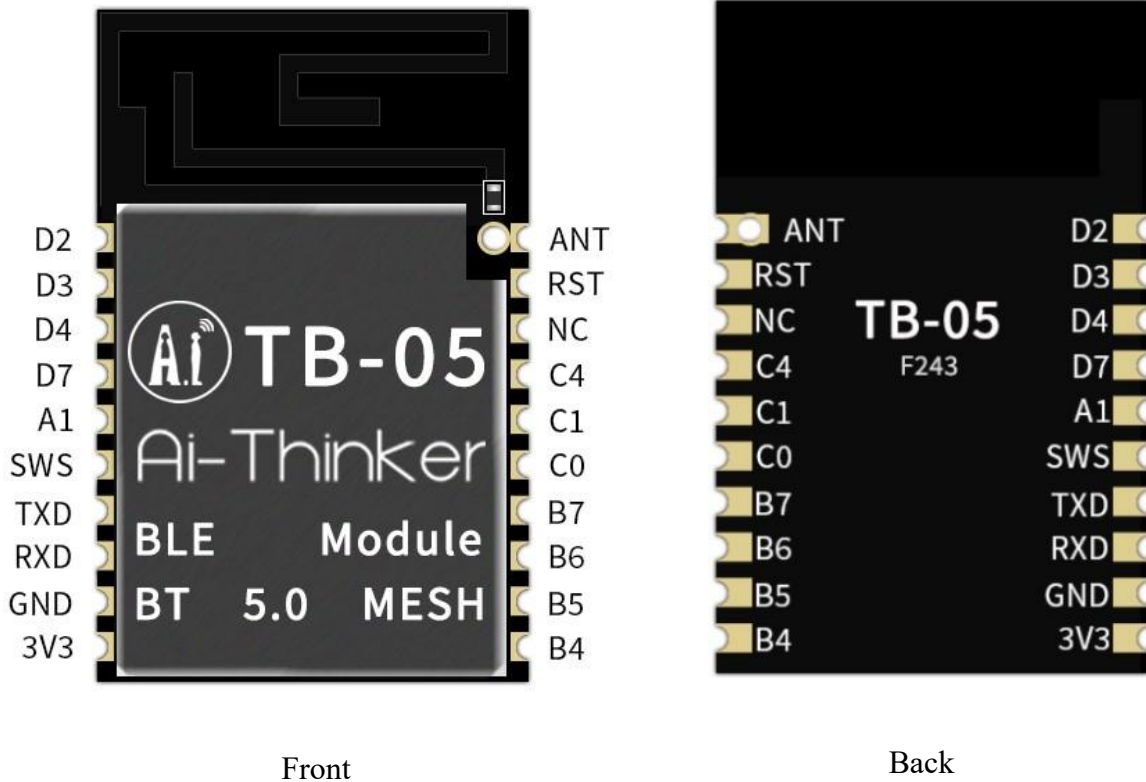 D2
D3
D4
D7
A1
SWS
TXD
RXD
GND
3V3
A.i TB-05
Ai-Thinker
BLE Module
BT 5.0 MESH
ANT
RST
NC
C4
C1
C0
B7
B6
B5
B4
Front
ANT
RST
NC
C4
C1
C0
B7
B6
B5
B4
TB-05
F243
D2
D3
D4
D7
A1
SWS
TXD
RXD
GND
3V3
Back